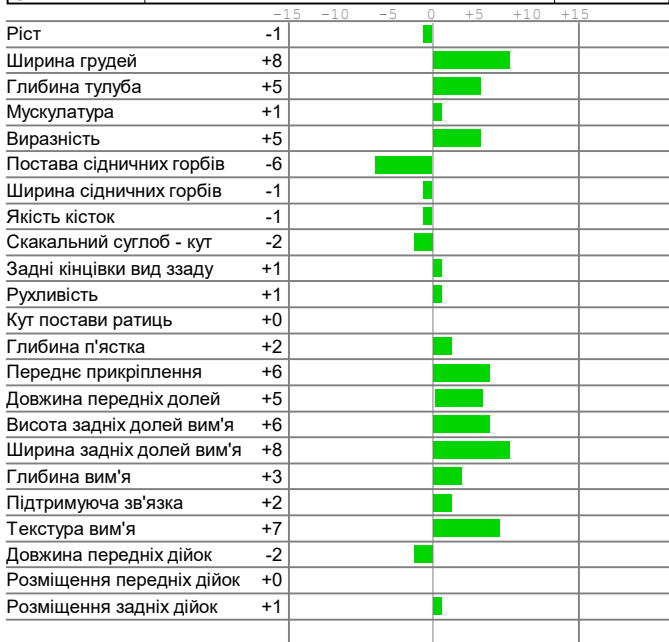 -15 -10 -5 0 +5 +10 +15
Ріст -1
Ширина грудей +8
Глибина тулуба +5
Мускулатура +1
Виразність +5
Постава сідничних горбів -6
Ширина сідничних горбів -1
Якість кісток -1
Скакальний суглоб - кут -2
Задні кінцівки вид ззаду +1
Рухливість +1
Кут постави ратиць +0
Глибина п'ястка +2
Переднє прикріплення +6
Довжина передніх долей +5
Висота задніх долей вим'я +6
Ширина задніх долей вим'я +8
Глибина вим'я +3
Підтримуюча зв'язка +2
Текстура вим'я +7
Довжина передніх дійок -2
Розміщення передніх дійок +0
Розміщення задніх дійок +1